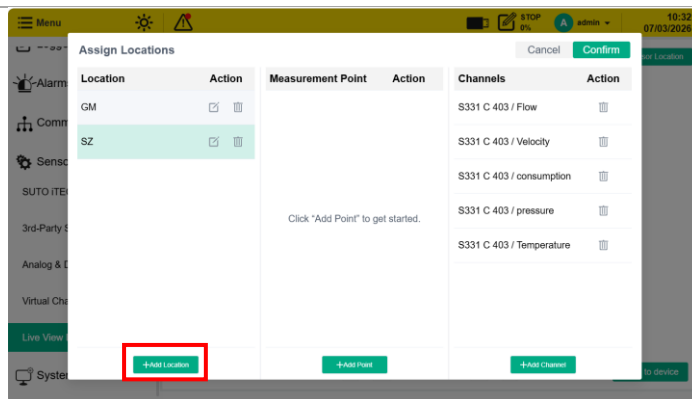 Menu
STOP
0%
A admin
10:32
07/03/2026
Assign Locations
Cancel
Confirm
sor Location
Location Action Measurement Point Action Channels Action
Alarm
GM
S331 C 403 / Flow
Comm
SZ
S331 C 403 / Velocity
Senso
S331 C 403 / consumption
SUTO iTE
S331 C 403 / pressure
Click "Add Point" to get started.
3rd-Party S
S331 C 403 / Temperature
Analog & D
Virtual Cha
Live View
+Add Location
+Add Point
+Add Channel
System
to device